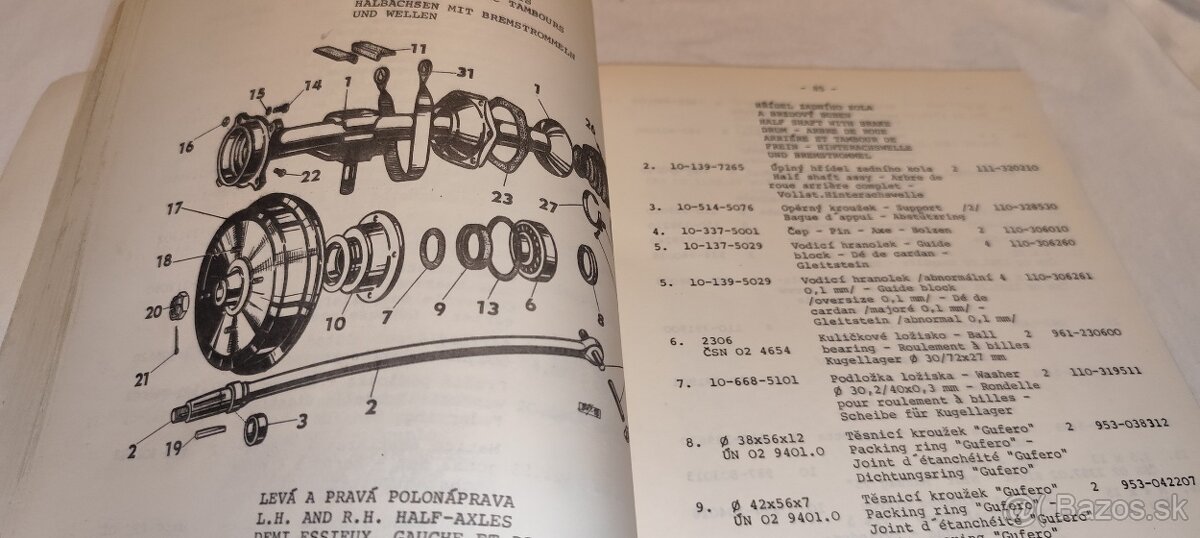 TAMBOURS
HALBACHSEN MIT BREMSTROMMELN
UND WELLEN
11
31
1
14
15
1
16
22
23
26
27
17
18
20
21
10
7
9
13
6
8
2
2
19
3
LEVÁ A PRAVÁ POLONÁPRAVA
L.H. AND R.H. HALF-AXLES
DEMI ESSIEUX, GAUCHE ET
- 85 -
HŘÍDEL ZADNÍHO KOLA
A BRZDOVÝ BUBEN
HALF SHAFT WITH BRAKE
DRUM - ARBRE DE ROUE
ARRIÉRE ET TAMBOUR DE
FREIN - HINTERACHSWELLE
UND BREMSTROMMEL
2. 10-139-7265 Úplný hřídel zadního kola 2 111-320210
Half shaft assy - Arbre de
roue arrière complet -
Vollst.Hinterachswelle
3. 10-514-5076 Opěrný kroužek - Support /2/ 110-328530
Bague d'appui - Abstützring
4. 10-337-5001 Čep - Pin - Axe - Bolzen 2 110-306010
5. 10-137-5029 Vodicí hranolek - Guide 4 110-306260
block - Dé de cardan -
Gleitstein
5. 10-139-5029 Vodicí hranolek /abnormální 4 110-306261
0,1 mm/ - Guide block
/oversize 0,1 mm/ - Dé de
cardan /majoré 0,1 mm/ -
Gleitstein /abnormal 0,1 mm/
6. 2306 Kuličkové ložisko - Ball 2 961-230600
ČSN 02 4654 bearing - Roulement à billes
Kugellager Ø 30/72x27 mm
7. 10-668-5101 Podložka ložiska - Washer 2 110-319511
Ø 30,2/40x0,3 mm - Rondelle
pour roulement à billes -
Scheibe für Kugellager
8. Ø 38x56x12 Těsnicí kroužek "Gufero" 2 953-038312
ÚN 02 9401.0 Packing ring "Gufero" -
Joint d'étanchéité "Gufero"
Dichtungsring "Gufero"
9. Ø 42x56x7 Těsnicí kroužek "Gufero" 2 953-042207
ÚN 02 9401.0 Packing ring "Gufero" -
Joint d'étanchéité "Gufero"
"Gufero"
Bazos.sk